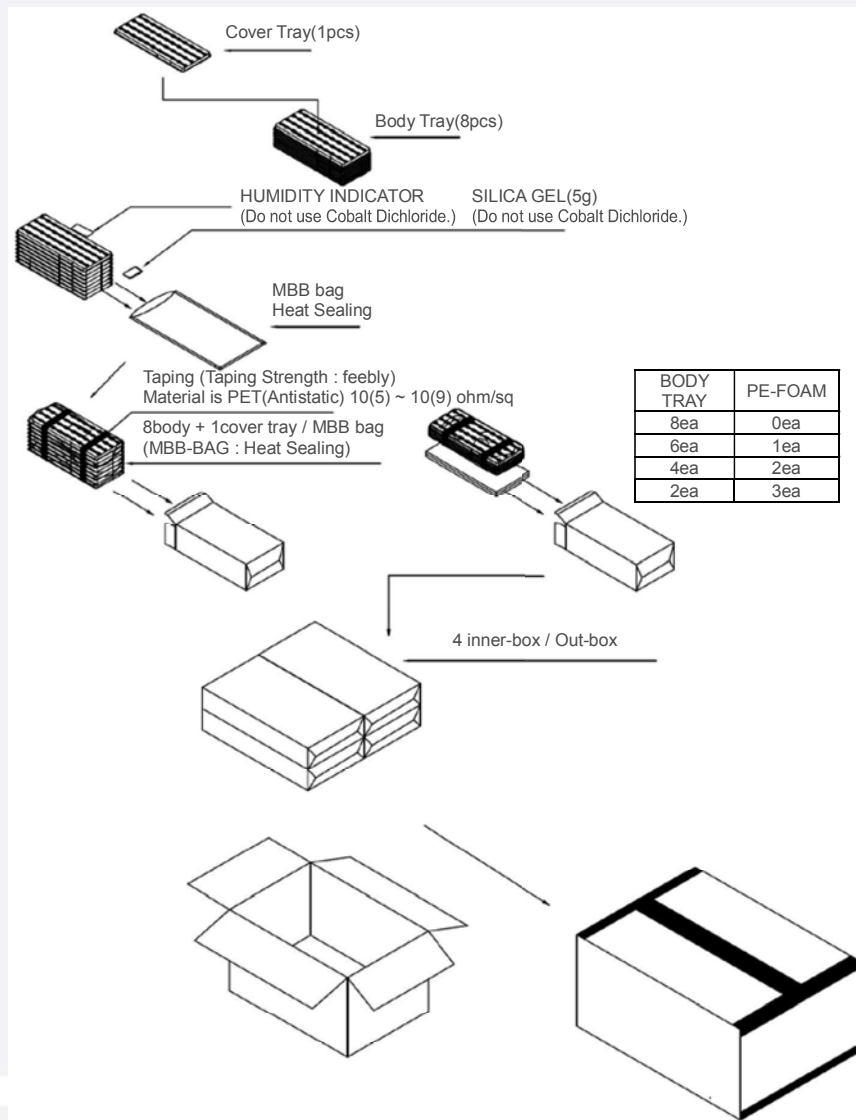 Cover Tray(1pcs)
Body Tray(8pcs)
HUMIDITY INDICATOR
(Do not use Cobalt Dichloride.)
SILICA GEL(5g)
(Do not use Cobalt Dichloride.)
MBB bag
Heat Sealing
Taping (Taping Strength : feebly)
Material is PET(Antistatic) 10(5) ~ 10(9) ohm/sq
8body + 1cover tray / MBB bag
(MBB-BAG : Heat Sealing)
BODY TRAY PE-FOAM
8ea 0ea
6ea 1ea
4ea 2ea
2ea 3ea
4 inner-box / Out-box